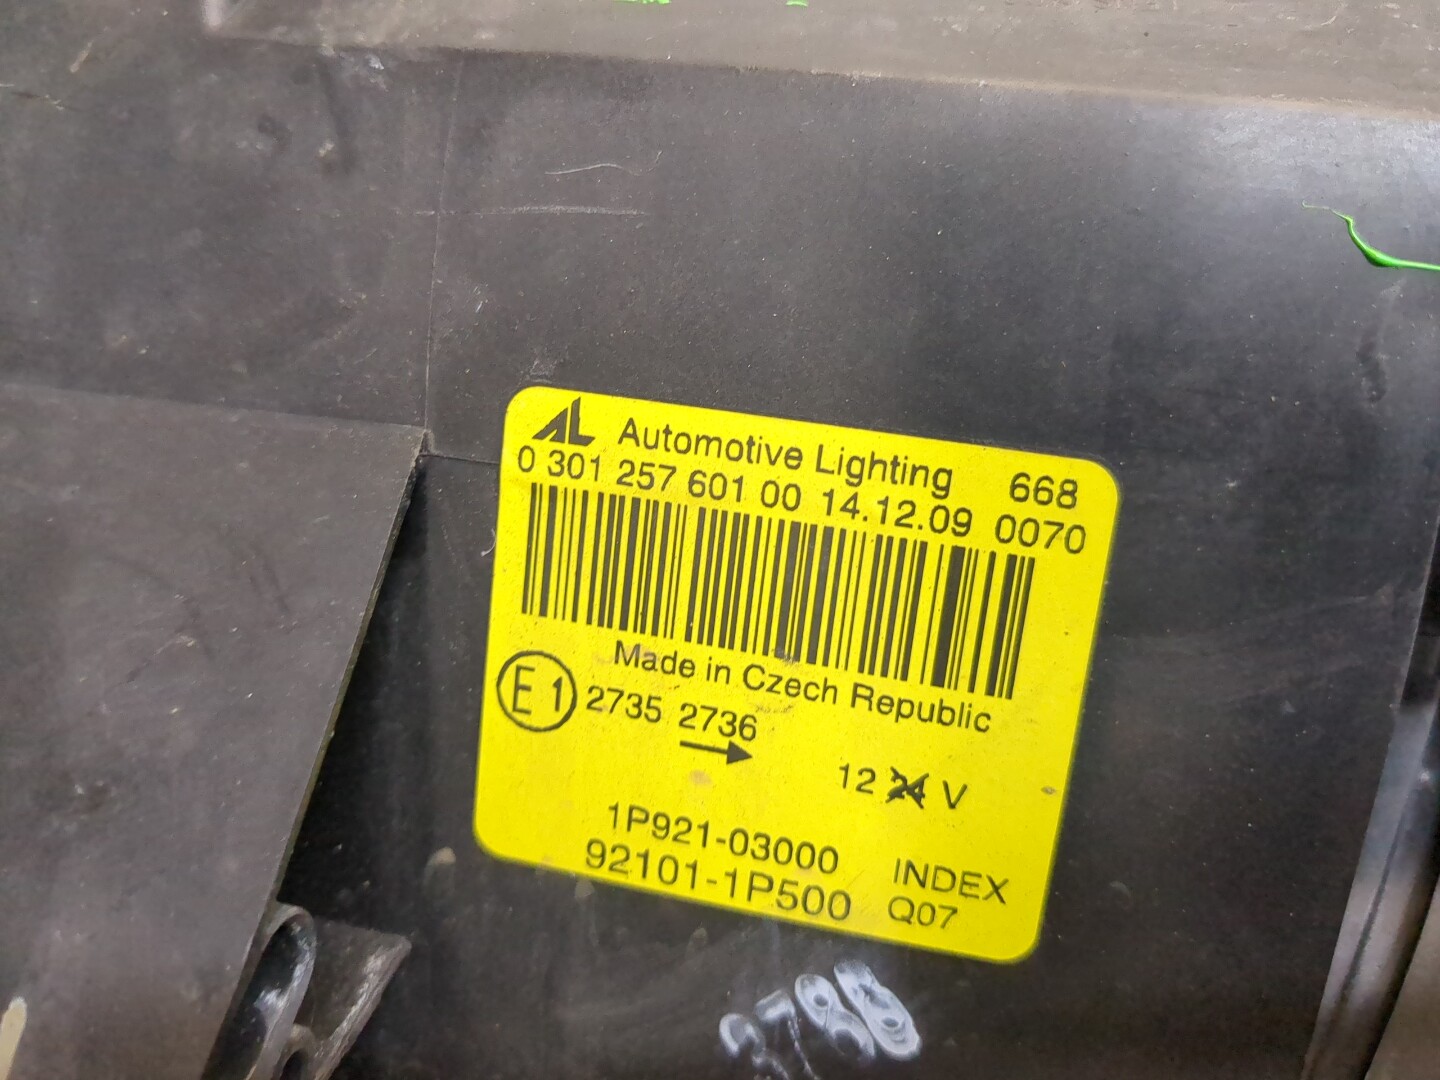 AL Automotive Lighting 668
0 301 257 601 00 14.12.09 0070
Made in Czech Republic
E1 2735 2736
12 24 V
1P921-03000 INDEX
92101-1P500 Q07